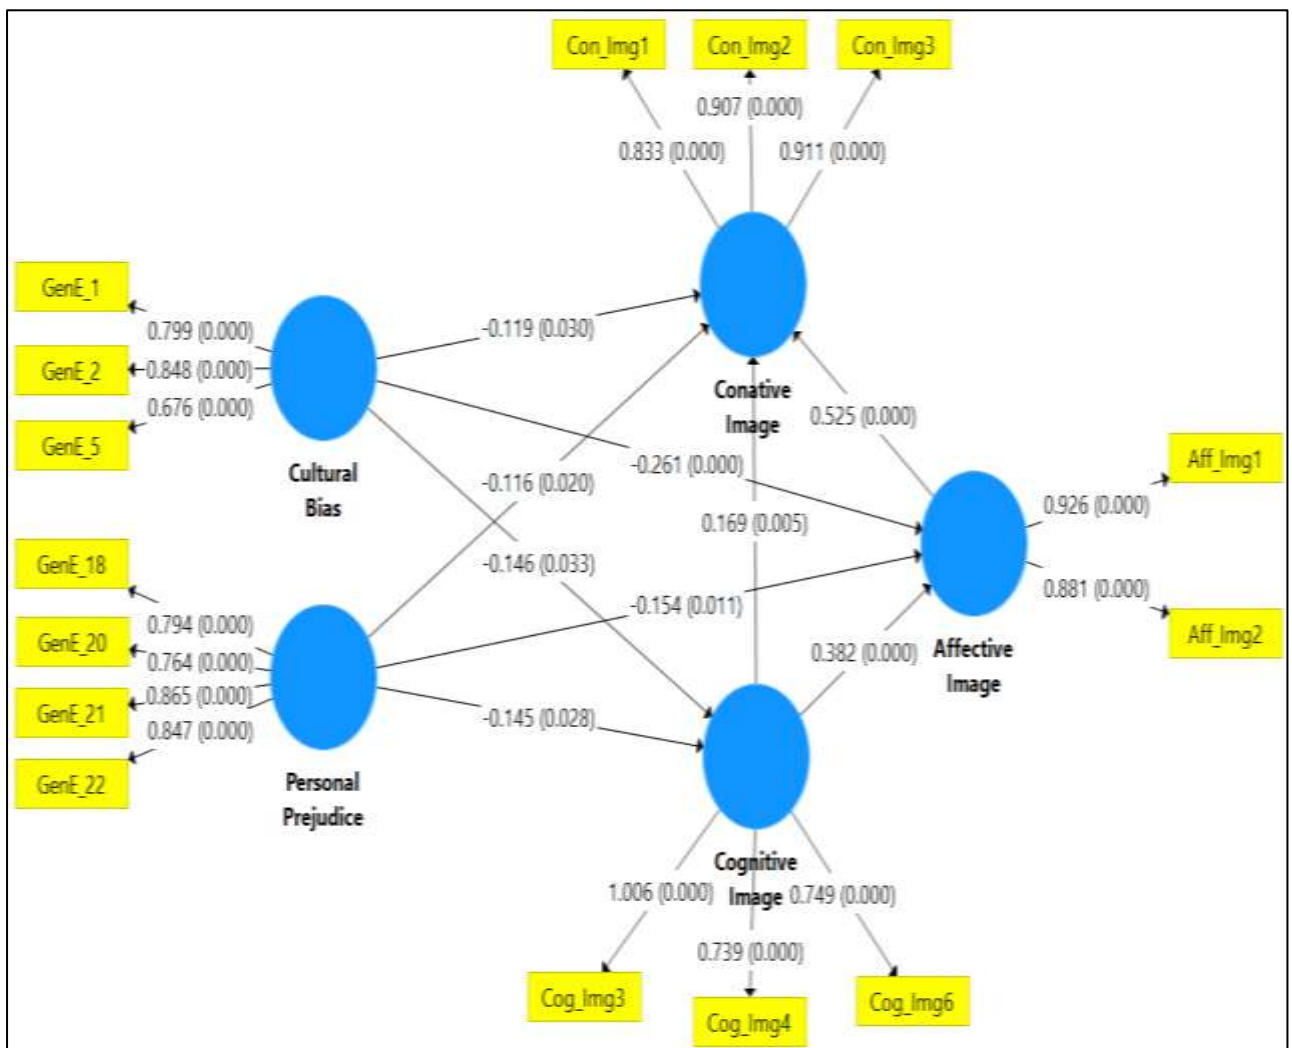 Con_Img1
Con_Img2
Con_Img3
0.907 (0.000)
0.833 (0.000)
0.911 (0.000)
GenE_1
GenE_2
GenE_5
0.799 (0.000)
0.848 (0.000)
0.676 (0.000)
Cultural
Bias
-0.119 (0.030)
Conative
Image
0.525 (0.000)
-0.261 (0.000)
-0.116 (0.020)
0.169 (0.005)
-0.146 (0.033)
-0.154 (0.011)
0.382 (0.000)
-0.145 (0.028)
Aff_Img1
0.926 (0.000)
0.881 (0.000)
Aff_Img2
Affective
Image
GenE_18
GenE_20
GenE_21
GenE_22
0.794 (0.000)
0.764 (0.000)
0.865 (0.000)
0.847 (0.000)
Personal
Prejudice
Cognitive
Image
1.006 (0.000)
0.749 (0.000)
0.739 (0.000)
Cog_Img3
Cog_Img4
Cog_Img6